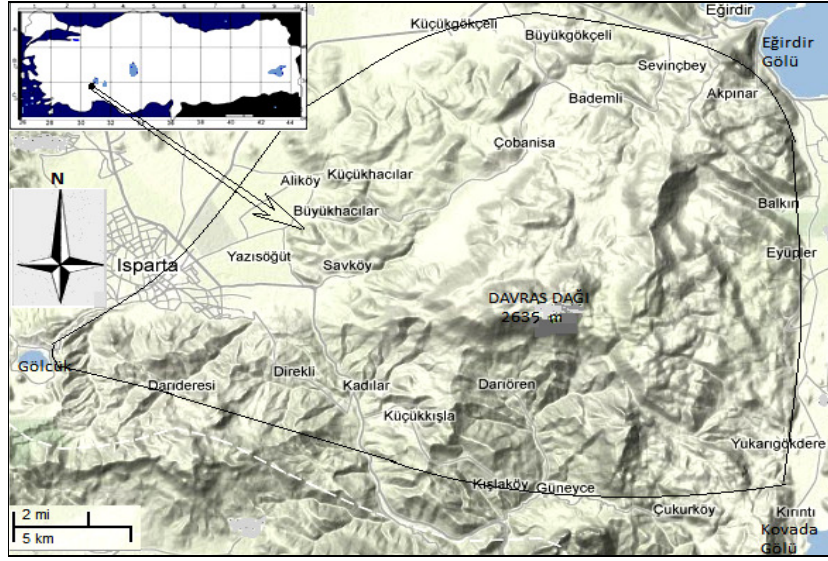 Küçükgökçeli
Eğirdir
Büyükgökçeli
Eğirdir
Gölü
Sevinçbey
Akpınar
Bademli
Çobanisa
N
Aliköy
Küçükhacılar
Büyükhacılar
Balkırı
Isparta
Yazısöğüt
Savköy
Eyüpler
DAVRAS DAĞI
2635 m
Gölcük
Darıderesi
Direkli
Kadılar
Darıören
Küçükkışla
Yukarıgökdere
Kışlaköy
Güneyce
Çukurköy
Kırıntı
Kovada
Gölü
2 mi
5 km